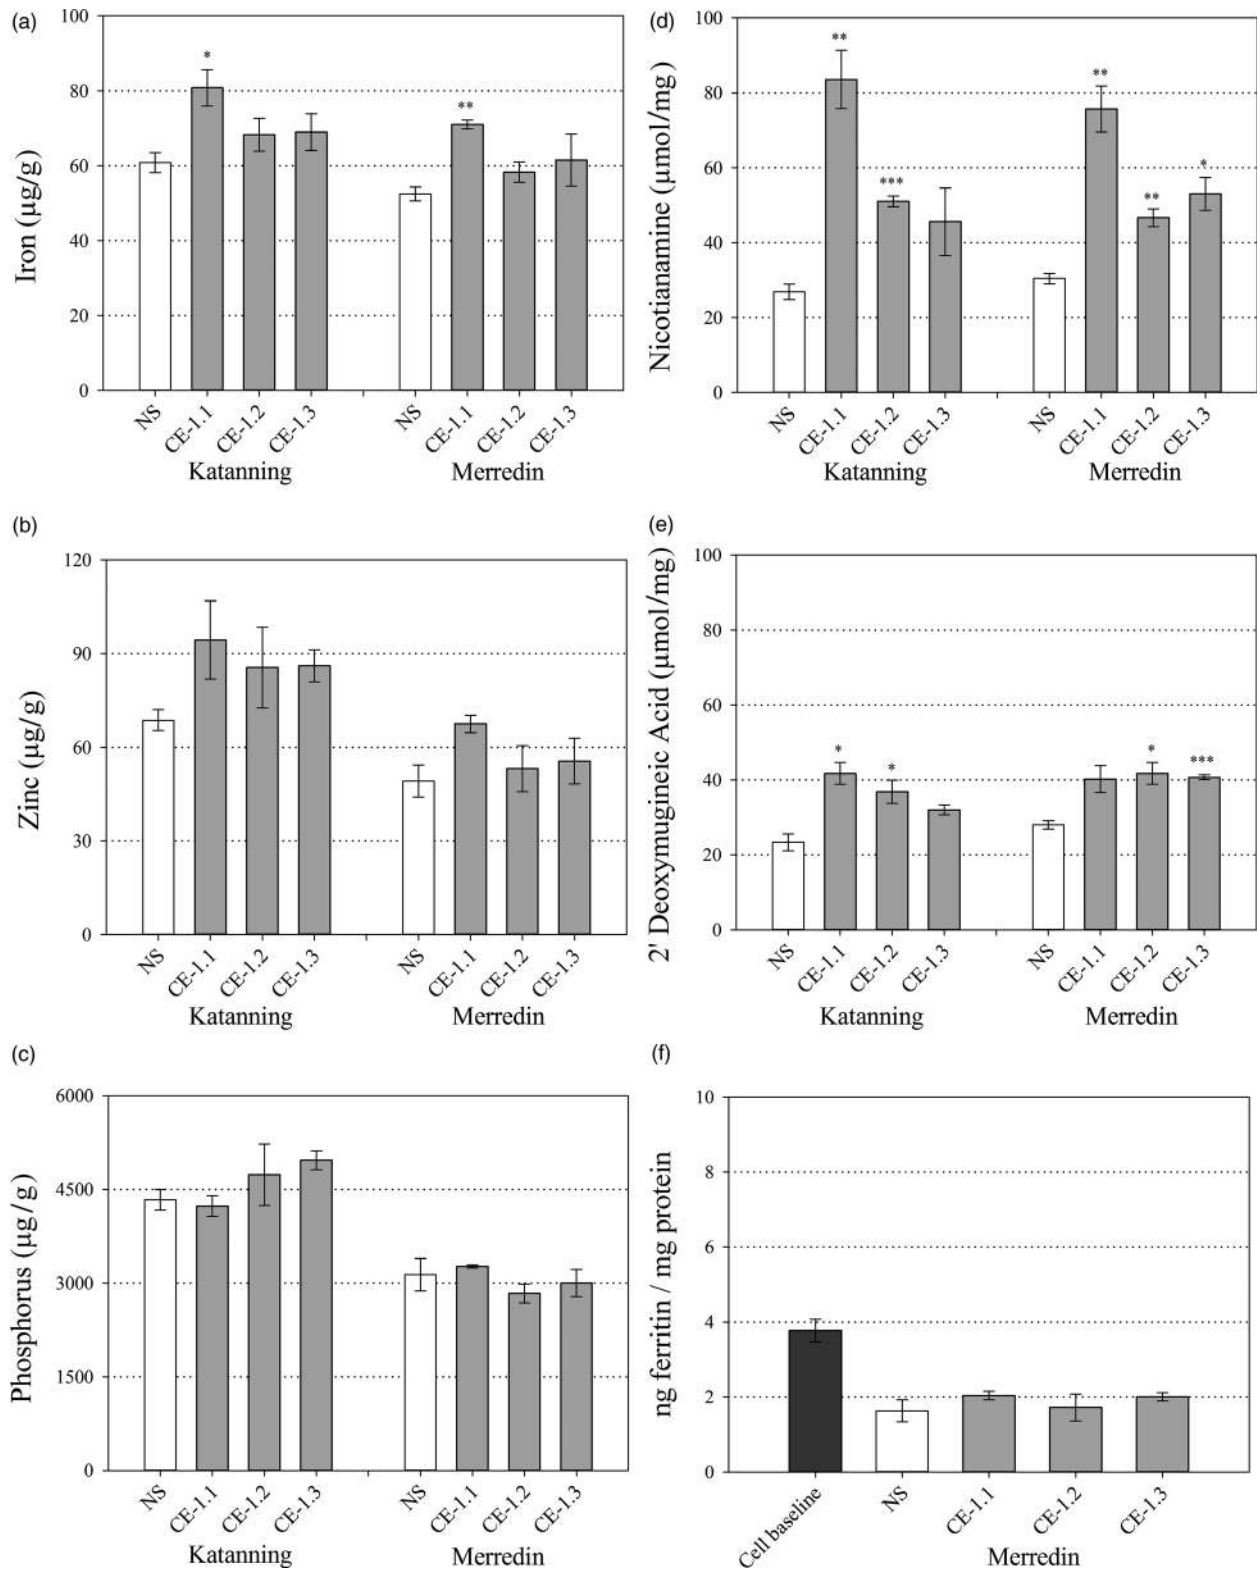 (a)
Iron (µg/g)
100
80
60
40
20
0
*
**
NS
CE-1.1
CE-1.2
CE-1.3
NS
CE-1.1
CE-1.2
CE-1.3
Katanning
Merredin
(d)
Nicotianamine (µmol/mg)
100
80
60
40
20
0
**
***
**
**
*
NS
CE-1.1
CE-1.2
CE-1.3
NS
CE-1.1
CE-1.2
CE-1.3
Katanning
Merredin
(b)
Zinc (µg/g)
120
90
60
30
0
NS
CE-1.1
CE-1.2
CE-1.3
NS
CE-1.1
CE-1.2
CE-1.3
Katanning
Merredin
(e)
2' Deoxymugineic Acid (µmol/mg)
100
80
60
40
20
0
*
*
*
***
NS
CE-1.1
CE-1.2
CE-1.3
NS
CE-1.1
CE-1.2
CE-1.3
Katanning
Merredin
(c)
Phosphorus (µg/g)
6000
4500
3000
1500
0
NS
CE-1.1
CE-1.2
CE-1.3
NS
CE-1.1
CE-1.2
CE-1.3
Katanning
Merredin
(f)
ng ferritin / mg protein
10
8
6
4
2
0
Cell baseline
NS
CE-1.1
CE-1.2
CE-1.3
Merredin